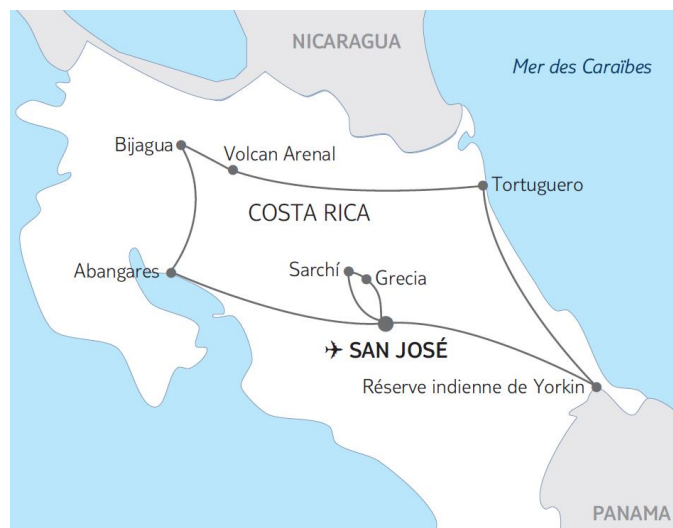 NICARAGUA
Mer des Caraïbes
Bijagua
Volcan Arenal
Tortuguero
COSTA RICA
Abangares
Sarchí
Grecia
SAN JOSÉ
Réserve indienne de Yorkin
PANAMA